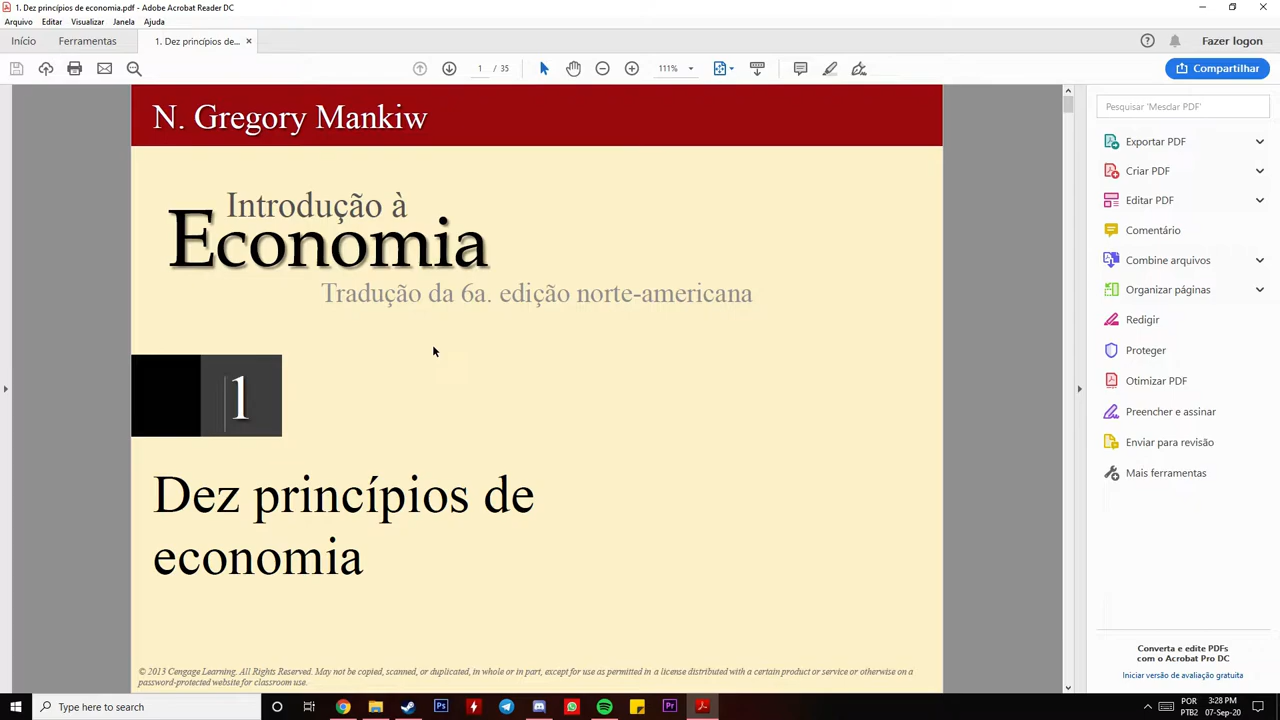 1. Dez princípios de economia.pdf - Adobe Acrobat Reader DC
Arquivo Editar Visualizar Janela Ajuda
Início Ferramentas 1. Dez princípios de... × Fazer logon
1 / 35 111% Compartilhar
N. Gregory Mankiw
Introdução à
Economia
Tradução da 6a. edição norte-americana
1
Dez princípios de
economia
© 2013 Cengage Learning. All Rights Reserved. May not be copied, scanned, or duplicated, in whole or in part, except for use as permitted in a license distributed with a certain product or service or otherwise on a
password-protected website for classroom use.
Pesquisar 'Mesclar PDF'
Exportar PDF
Criar PDF
Editar PDF
Comentário
Combine arquivos
Organizar páginas
Redigir
Proteger
Otimizar PDF
Preencher e assinar
Enviar para revisão
Mais ferramentas
Converta e edite PDFs
com o Acrobat Pro DC
Iniciar versão de avaliação gratuita
Type here to search
Ps
Pr
POR
PTB2
3:28 PM
07-Sep-20